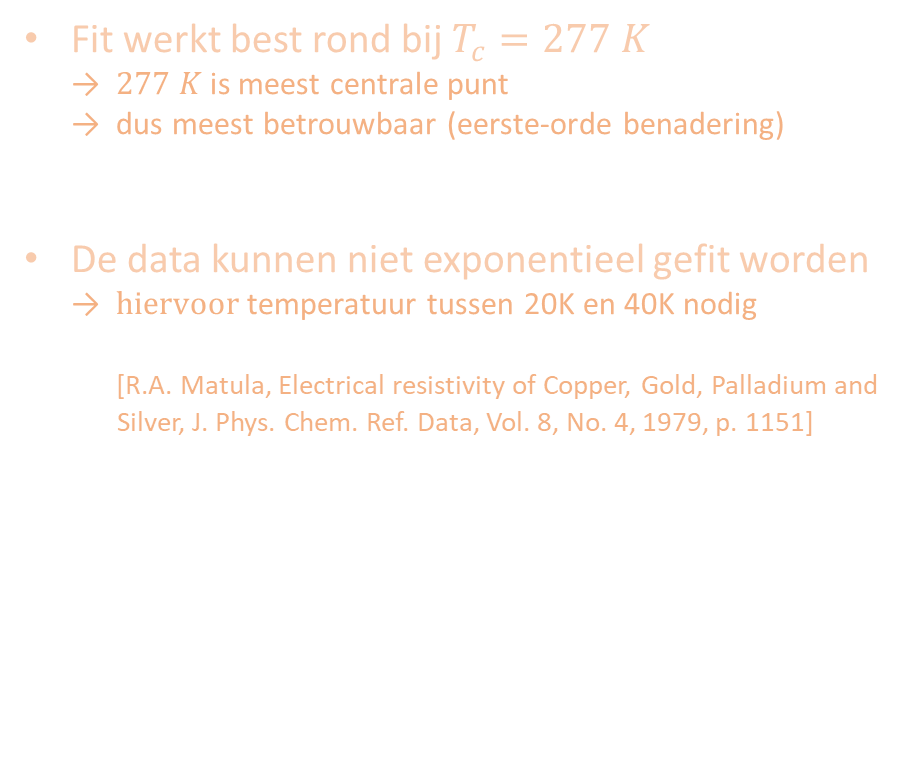 • Fit werkt best rond bij T_c = 277 K
→ 277 K is meest centrale punt
→ dus meest betrouwbaar (eerste-orde benadering)
• De data kunnen niet exponentieel gefit worden
→ hiervoor temperatuur tussen 20K en 40K nodig
[R.A. Matula, Electrical resistivity of Copper, Gold, Palladium and
Silver, J. Phys. Chem. Ref. Data, Vol. 8, No. 4, 1979, p. 1151]